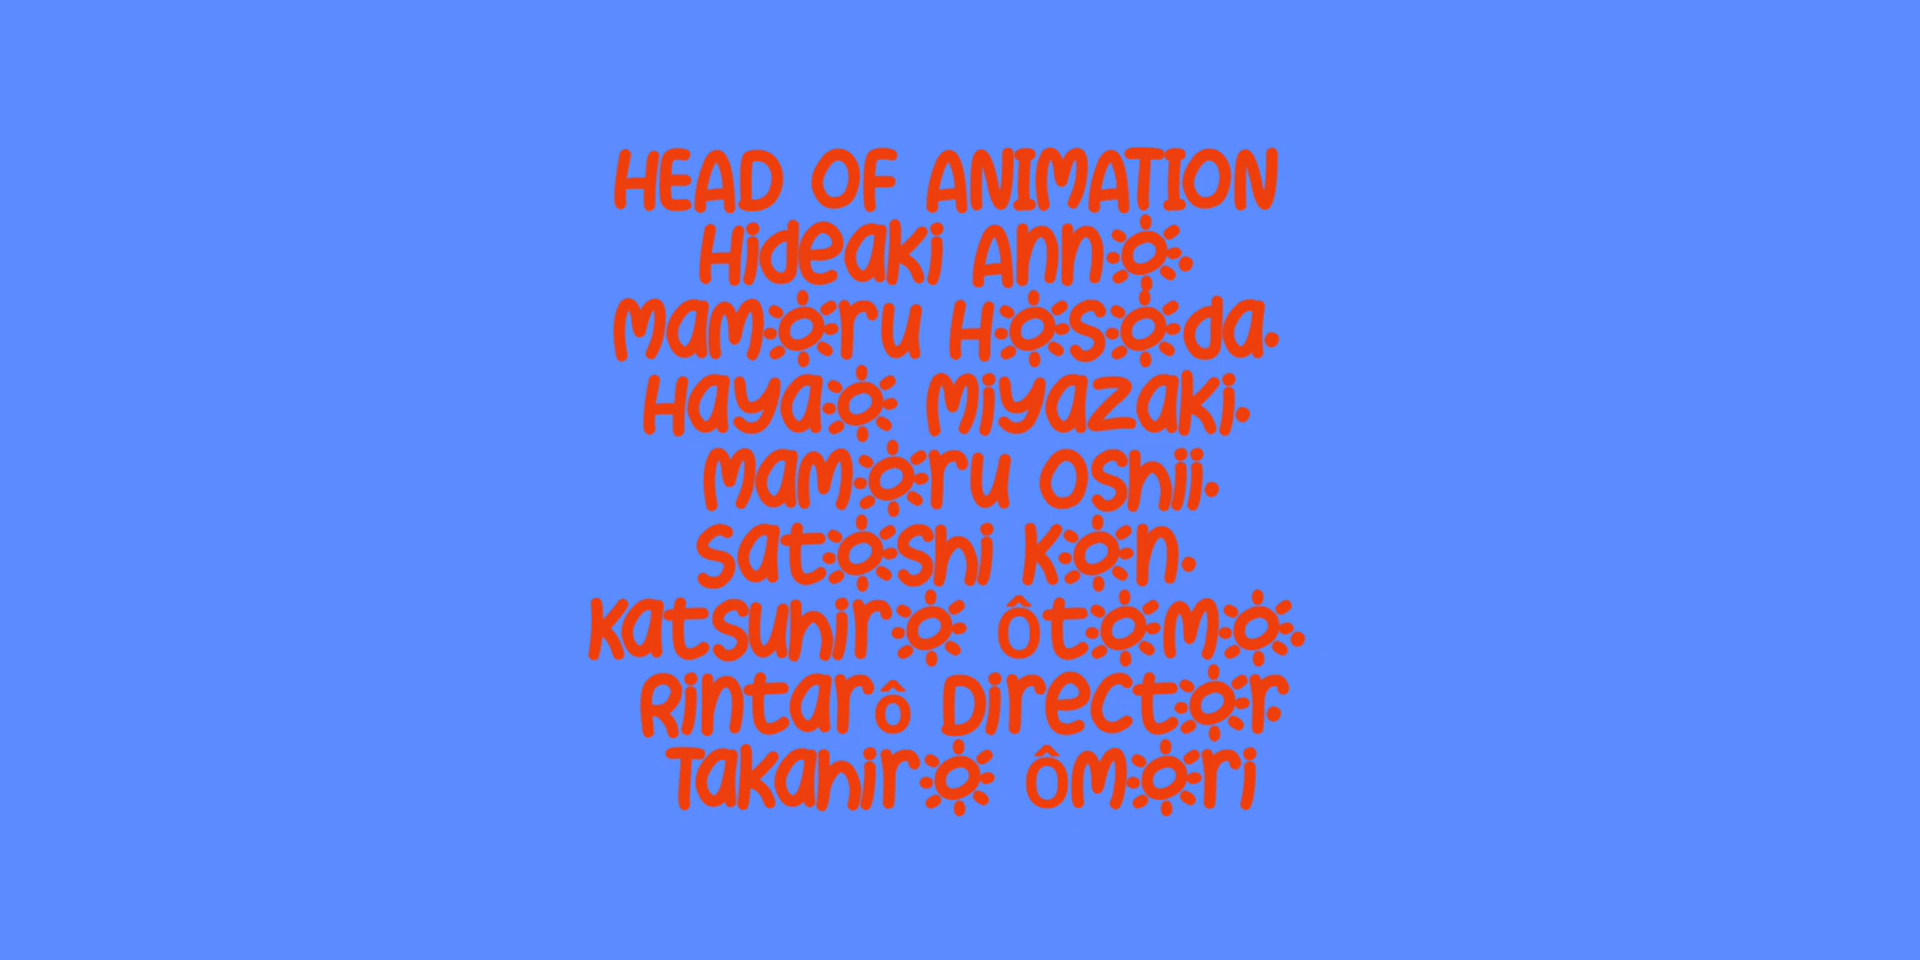 HEAD OF ANIMATION
Hideaki Anno.
Mamoru Hosoda.
Hayao Miyazaki.
Mamoru Oshii.
Satoshi Kon.
Katsuhiro Ôtomo.
Rintarô Director.
Takahiro Ômori